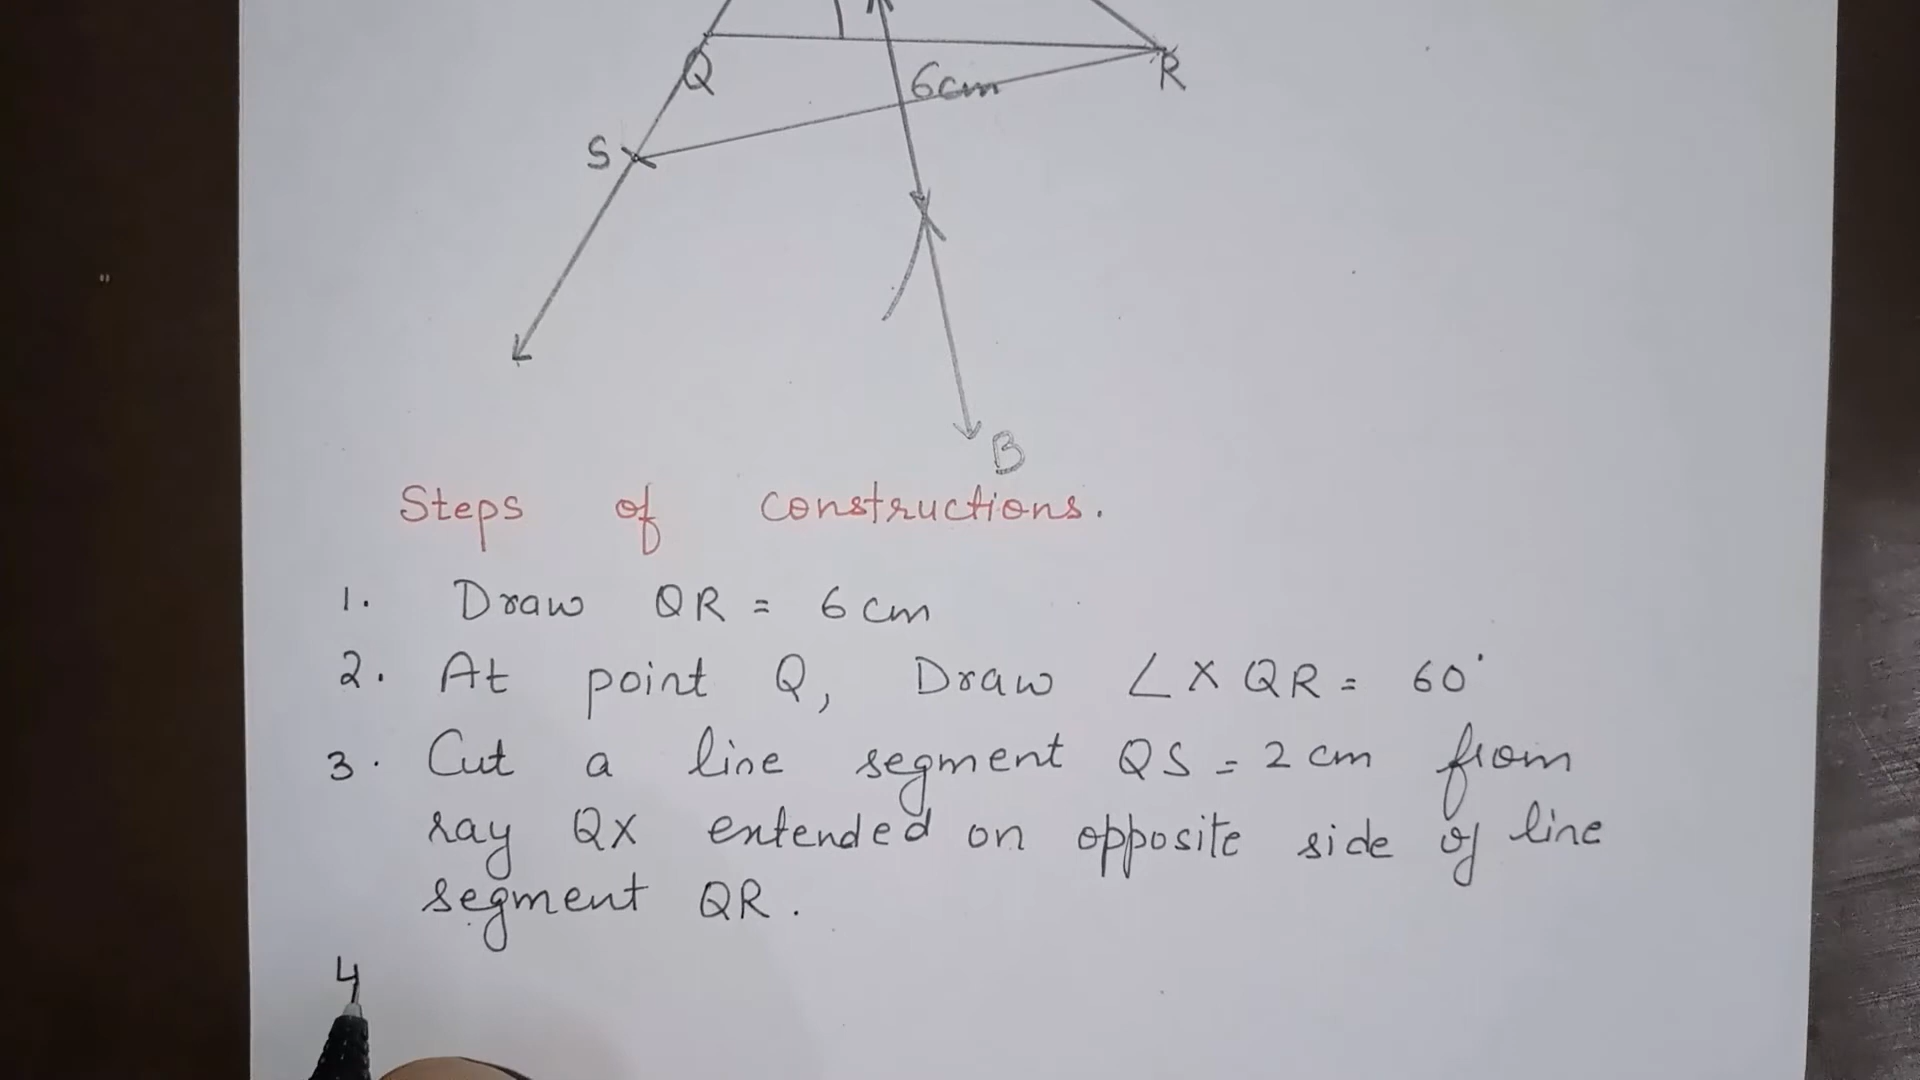 Q
6cm
R
S
B
Steps of constructions.
1. Draw QR = 6 cm
2. At point Q, Draw ∠XQR = 60°
3. Cut a line segment QS = 2 cm from
ray QX extended on opposite side of line
segment QR.
4